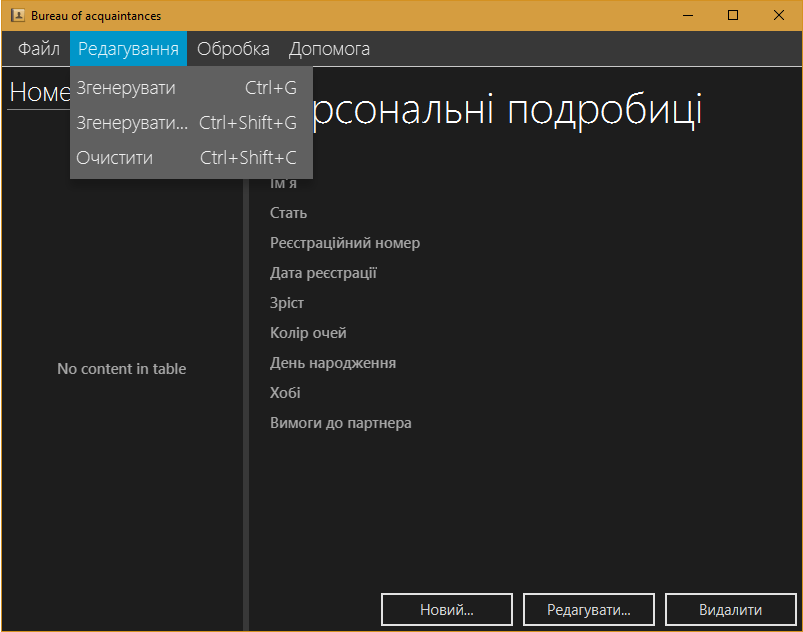 Bureau of acquaintances
Файл Редагування Обробка Допомога
Згенерувати Ctrl+G
Згенерувати... Ctrl+Shift+G
Очистити Ctrl+Shift+C
Номе
рсональні подробиці
Ім'я
Стать
Реєстраційний номер
Дата реєстрації
Зріст
Колір очей
День народження
Хобі
Вимоги до партнера
No content in table
Новий... Редагувати... Видалити